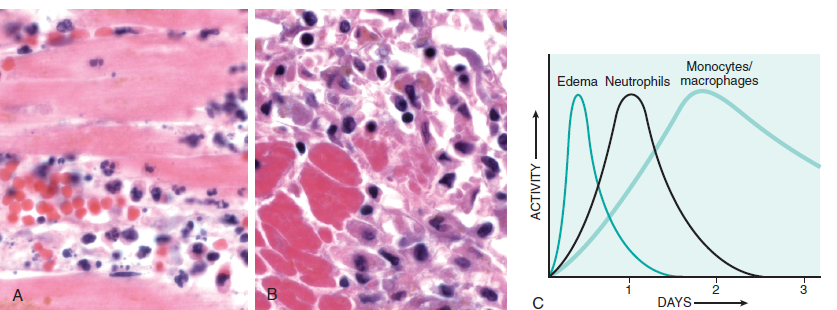 A
B
Monocytes/
Edema Neutrophils macrophages
ACTIVITY
1 2 3
DAYS
C